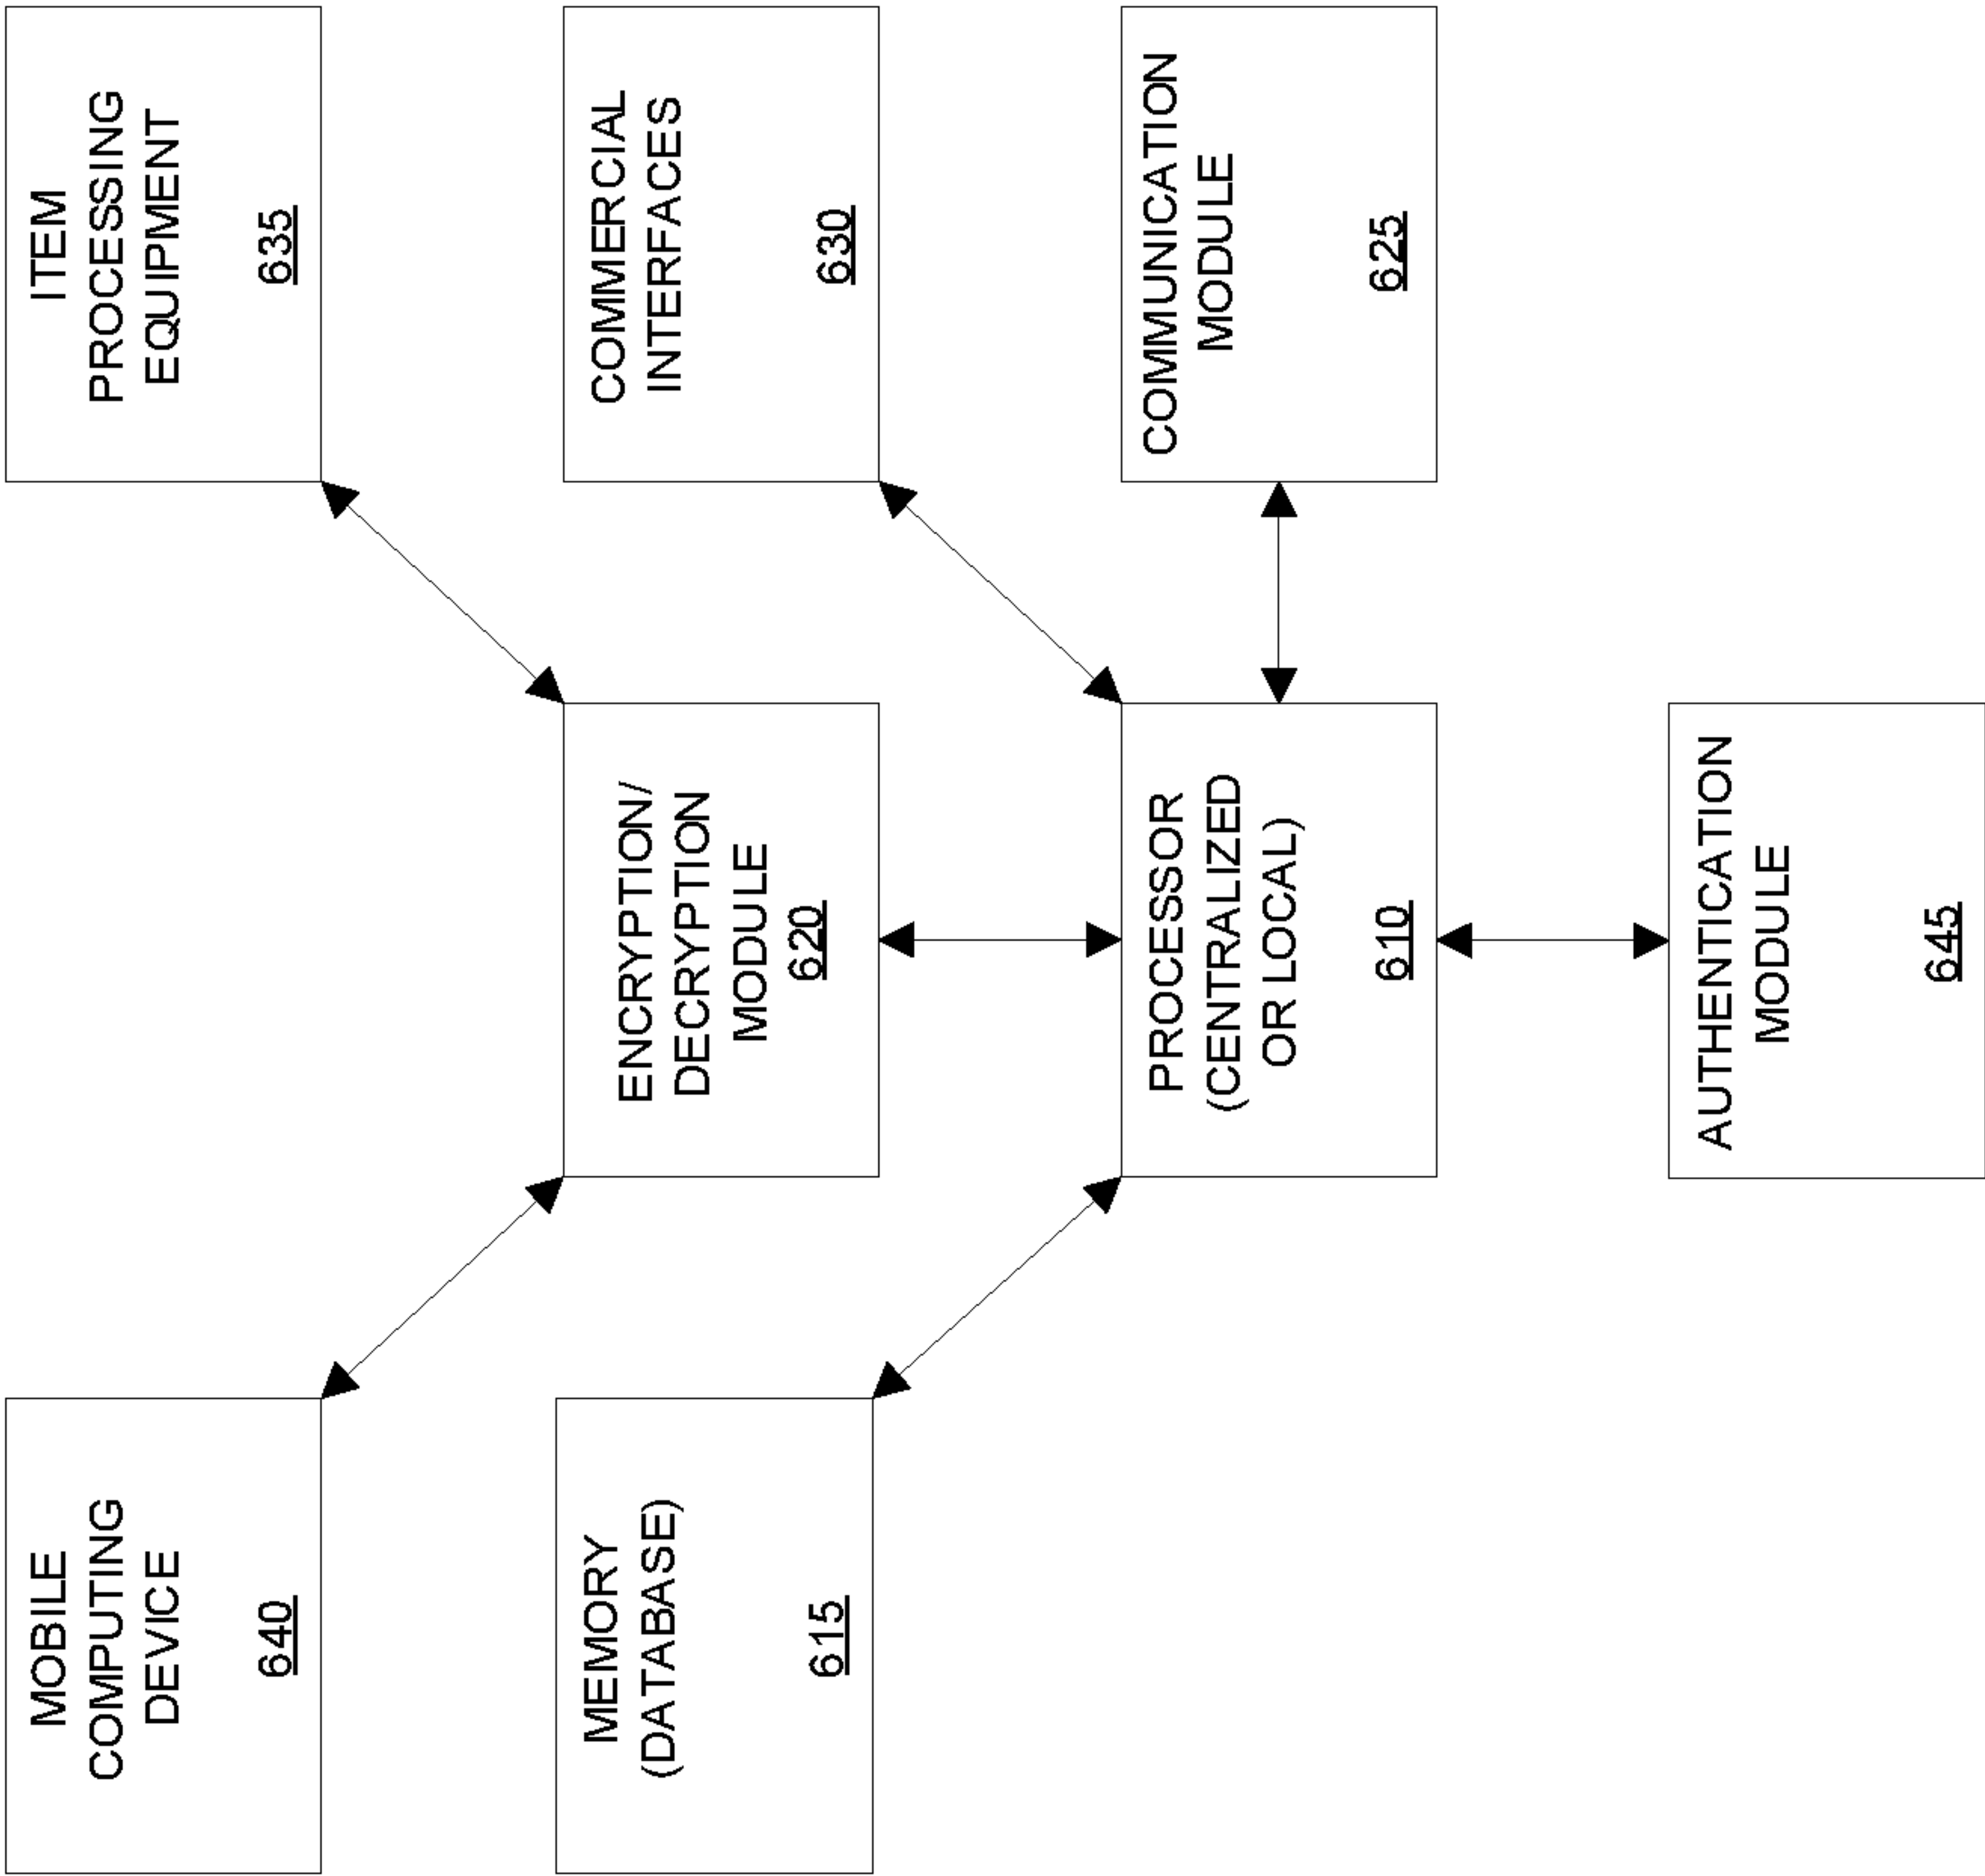 MOBILE
COMPUTING
DEVICE
640
ITEM
PROCESSING
EQUIPMENT
635
MEMORY
(DATABASE)
615
ENCRYPTION/
DECRYPTION
MODULE
620
COMMERCIAL
INTERFACES
630
PROCESSOR
(CENTRALIZED
OR LOCAL)
610
COMMUNICATION
MODULE
625
AUTHENTICATION
MODULE
645